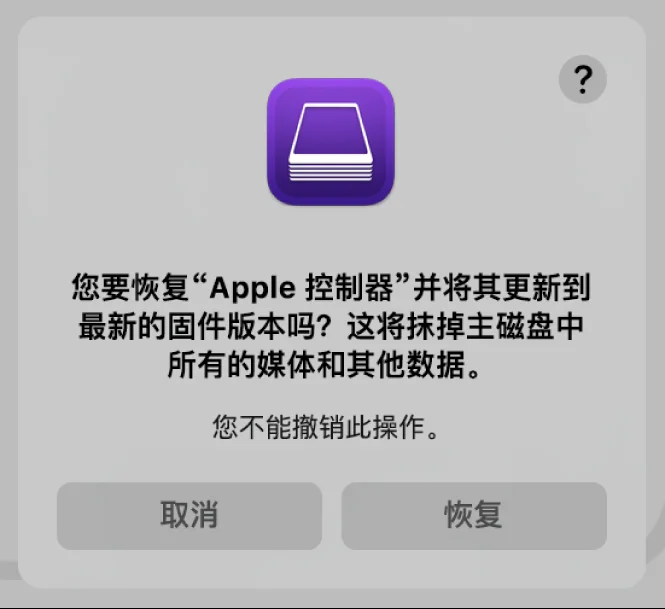 ?
您要恢复“Apple 控制器”并将其更新到
最新的固件版本吗？这将抹掉主磁盘中
所有的媒体和其他数据。
您不能撤销此操作。
取消
恢复